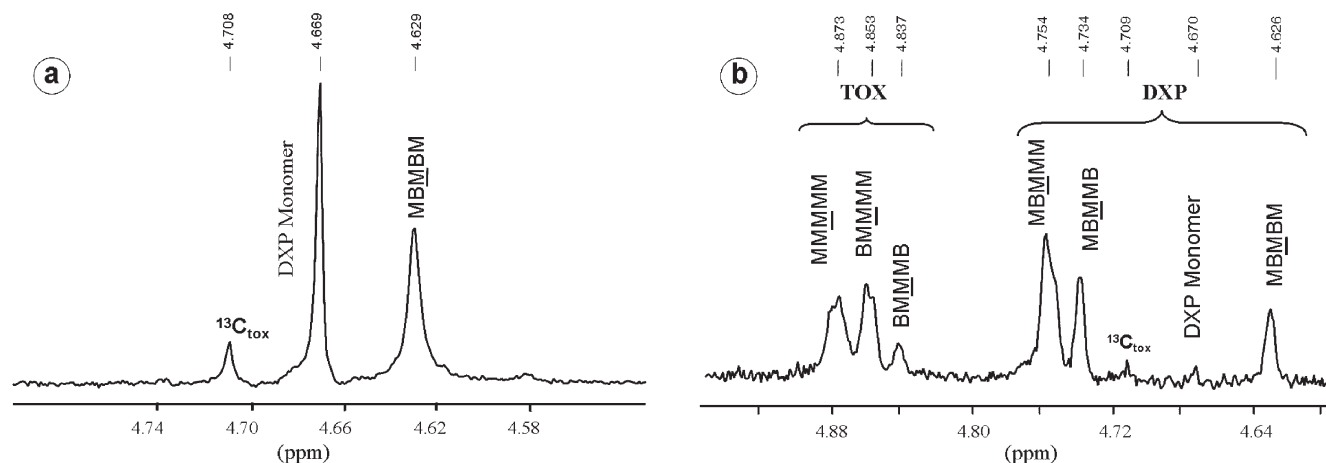 4.708
4.669
4.629
a
DXP Monomer
MBMBM
¹³Ctox
4.74
4.70
4.66
4.62
4.58
(ppm)
4.873
4.853
4.837
4.754
4.734
4.709
4.670
4.626
b
TOX
DXP
MMMMM
BMMMM
BMMMB
MBMMM
MBMMB
¹³Ctox
DXP Monomer
MBMBM
4.88
4.80
4.72
4.64
(ppm)